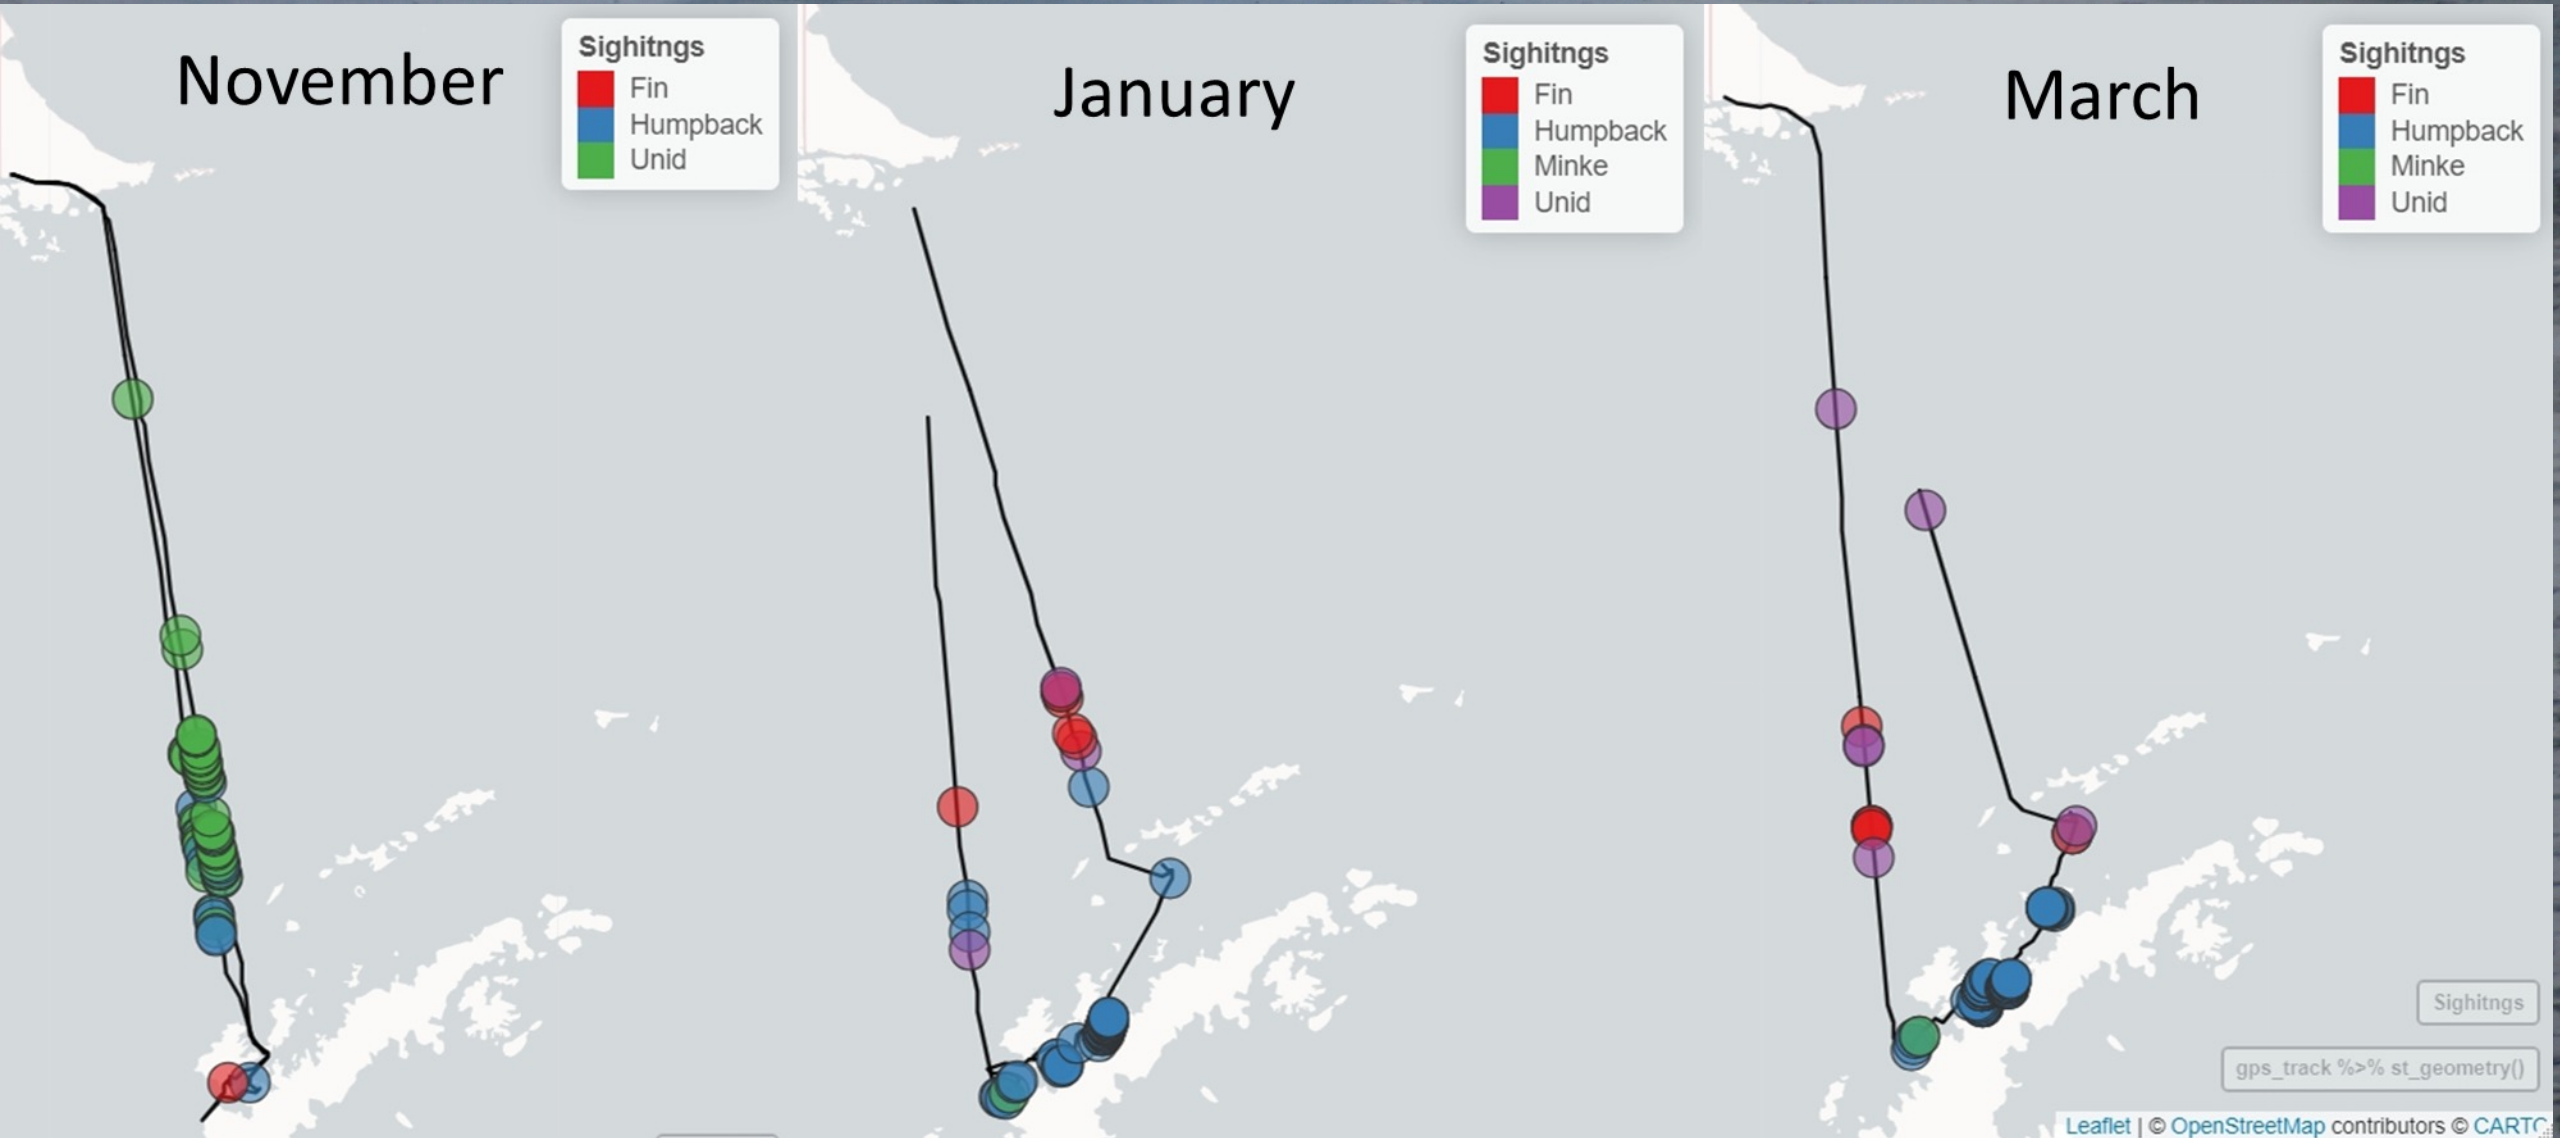 November
Sighitngs
Fin
Humpback
Unid
January
Sighitngs
Fin
Humpback
Minke
Unid
March
Sighitngs
Fin
Humpback
Minke
Unid
Sighitngs
gps_track %>% st_geometry()
Leaflet | © OpenStreetMap contributors © CARTO